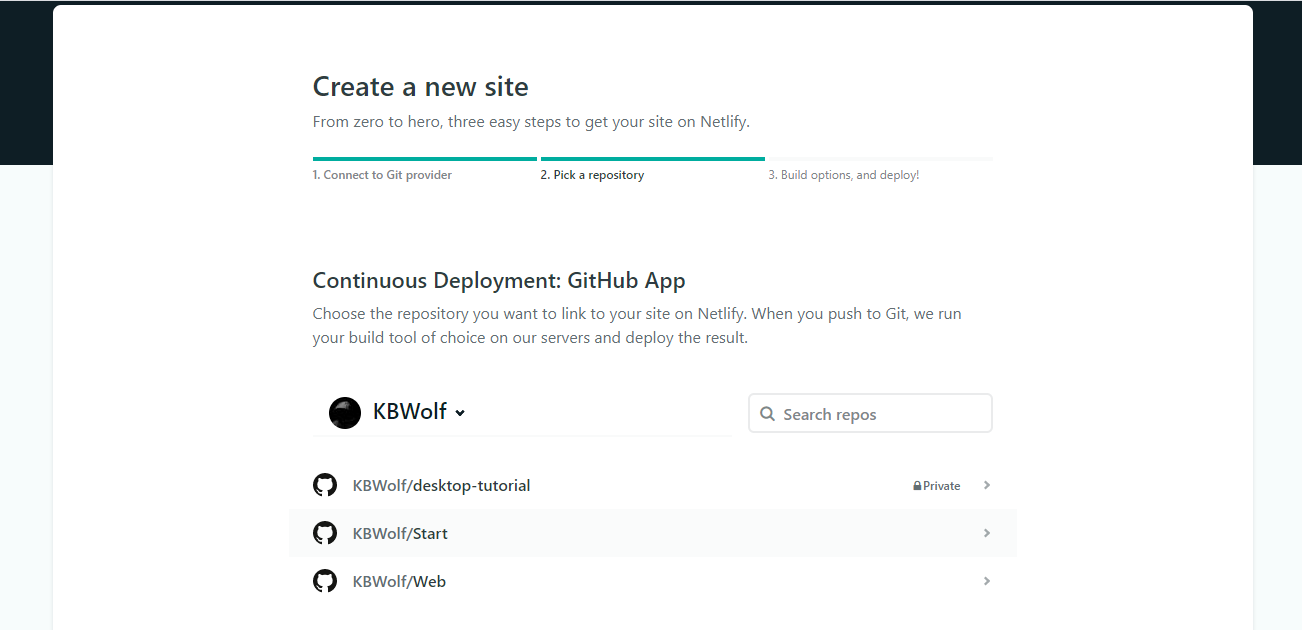 Create a new site
From zero to hero, three easy steps to get your site on Netlify.
1. Connect to Git provider
2. Pick a repository
3. Build options, and deploy!
Continuous Deployment: GitHub App
Choose the repository you want to link to your site on Netlify. When you push to Git, we run
your build tool of choice on our servers and deploy the result.
KBWolf
Search repos
KBWolf/desktop-tutorial
Private
KBWolf/Start
KBWolf/Web